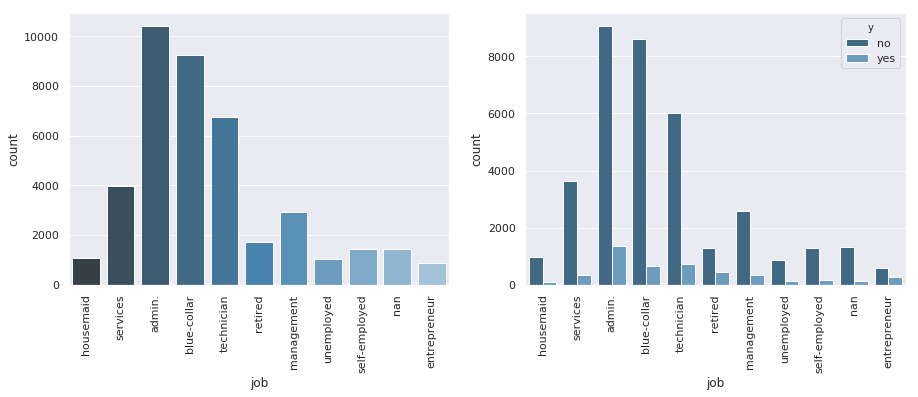 10000
8000
6000
4000
2000
0
count
housemaid
services
admin.
blue-collar
technician
retired
management
unemployed
self-employed
nan
entrepreneur
job
8000
6000
4000
2000
0
count
y
no
yes
housemaid
services
admin.
blue-collar
technician
retired
management
unemployed
self-employed
nan
entrepreneur
job